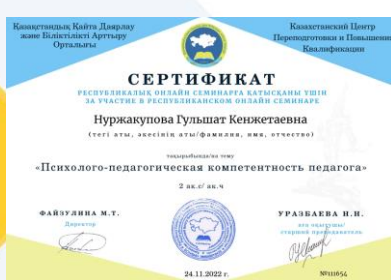 Қазақстандық Қайта Даярлау
және Біліктілікті Арттыру
Орталығы
Казахстанский Центр
Переподготовки и Повышения
Квалификации
СЕРТИФИКАТ
РЕСПУБЛИКАЛЫҚ ОНЛАЙН СЕМИНАРҒА ҚАТЫСҚАНЫ ҮШІН
ЗА УЧАСТИЕ В РЕСПУБЛИКАНСКОМ ОНЛАЙН СЕМИНАРЕ
Нуржакупова Гульшат Кенжетаевна
(тегі аты, әкесінің аты/фамилия, имя, отчество)
тақырыбында/на тему
«Психолого-педагогическая компетентность педагога»
2 ак.с/ ак.ч
ФАЙЗУЛИНА М.Т.
Директор
УРАЗБАЕВА Н.Н.
аға оқытушы/
старший преподаватель
24.11.2022 г.
№111654